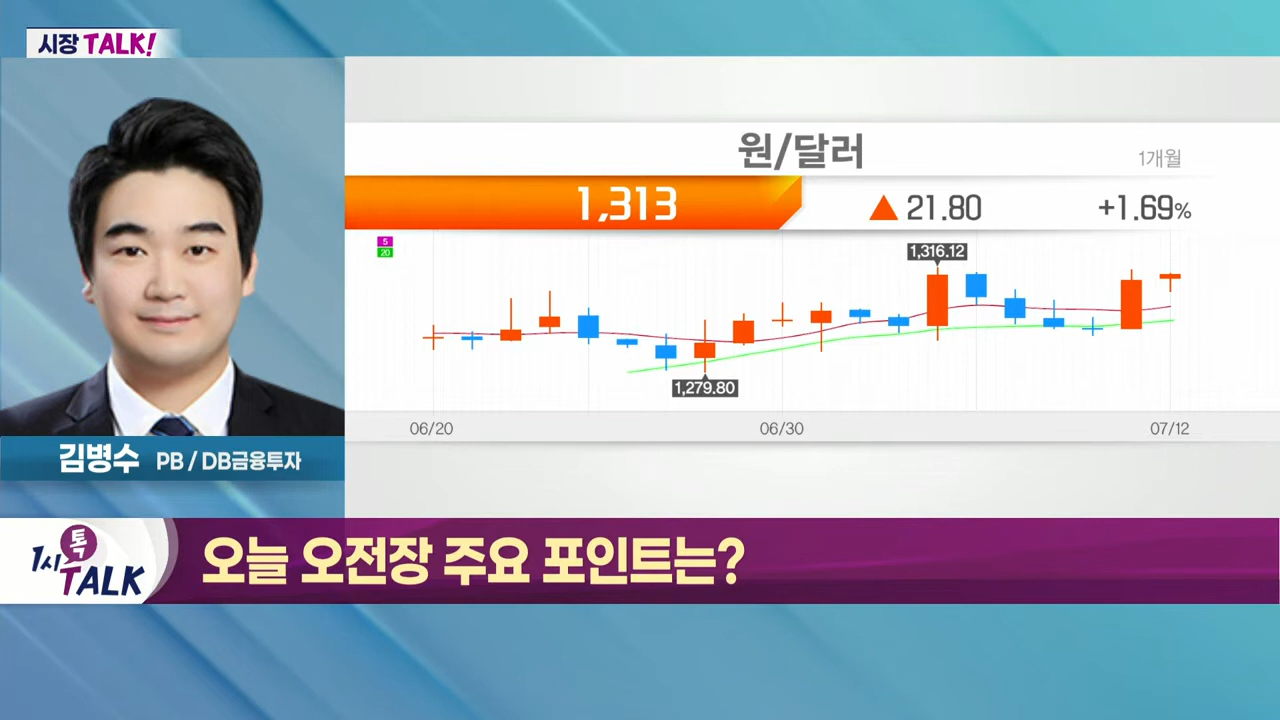 시장 TALK!
원/달러
1개월
1,313 ▲ 21.80 +1.69%
5
20
1,316.12
1,279.80
06/20 06/30 07/12
김병수 PB / DB금융투자
1시 톡 TALK
오늘 오전장 주요 포인트는?